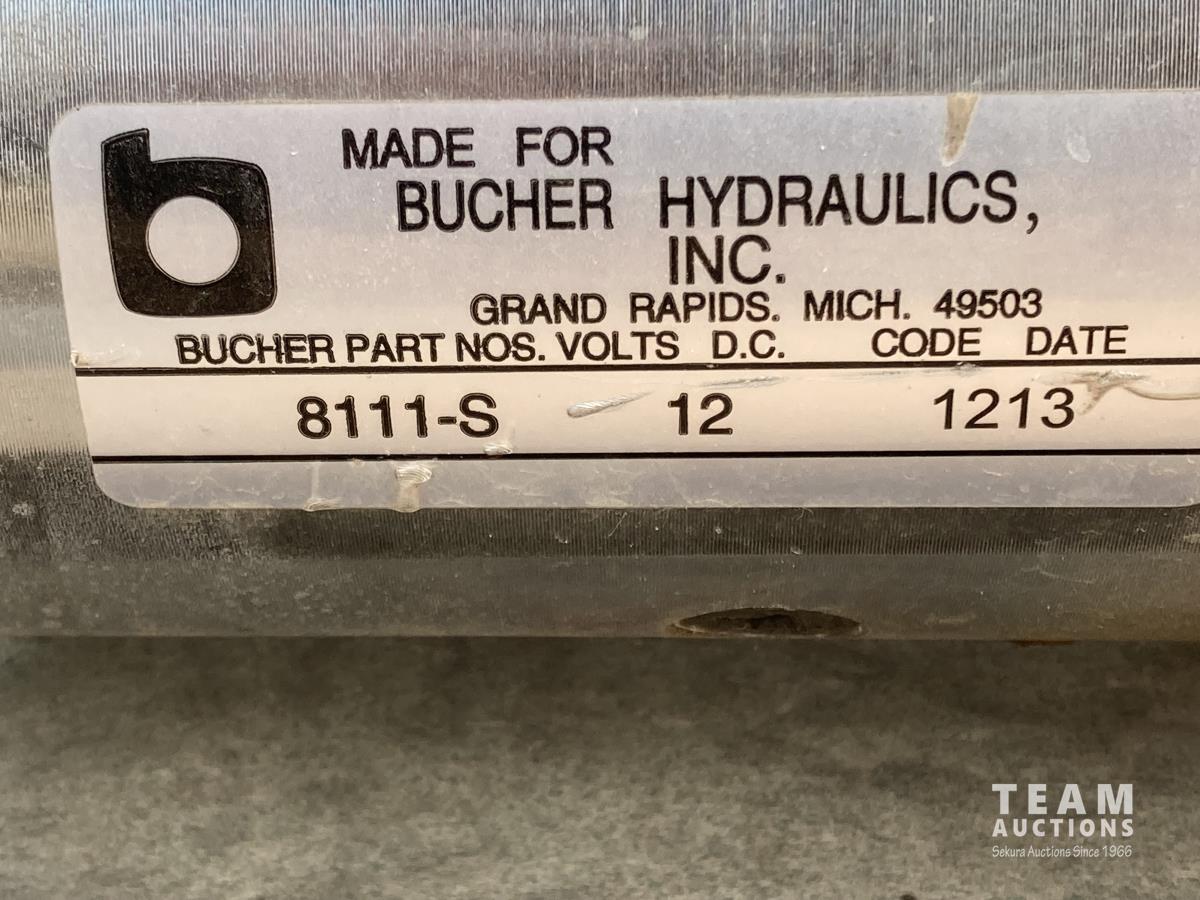 MADE FOR
BUCHER HYDRAULICS,
INC.
GRAND RAPIDS. MICH. 49503
BUCHER PART NOS. VOLTS D.C. CODE DATE
8111-S 12 1213
TEAM
AUCTIONS
Sekura Auctions Since 1966